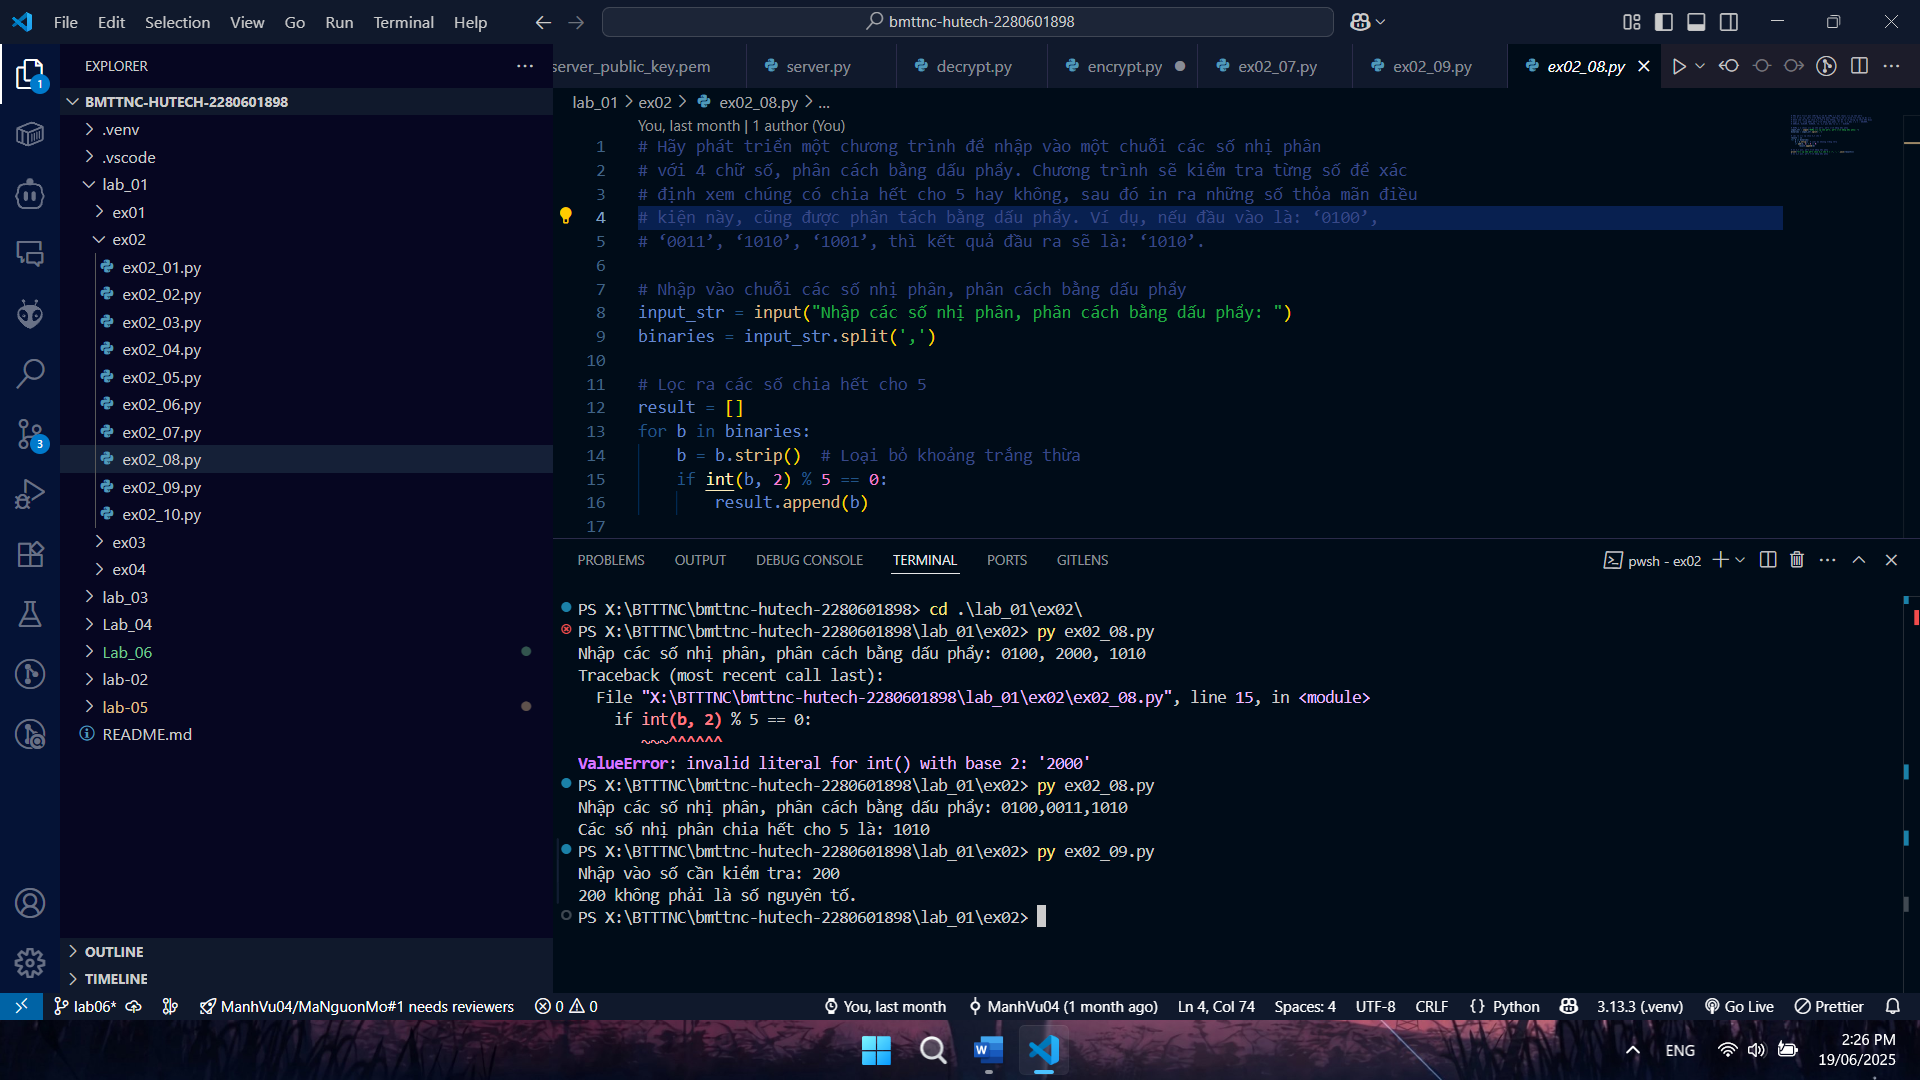 File Edit Selection View Go Run Terminal Help
bmttnc-hutech-2280601898
EXPLORER
server_public_key.pem server.py decrypt.py encrypt.py ex02_07.py ex02_09.py ex02_08.py
BMTTNC-HUTECH-2280601898
.venv
.vscode
lab_01
ex01
ex02
ex02_01.py
ex02_02.py
ex02_03.py
ex02_04.py
ex02_05.py
ex02_06.py
ex02_07.py
ex02_08.py
ex02_09.py
ex02_10.py
ex03
ex04
lab_03
Lab_04
Lab_06
lab-02
lab-05
README.md
OUTLINE
TIMELINE
1
3
lab_01 > ex02 > ex02_08.py > ...
You, last month | 1 author (You)
1 # Hãy phát triển một chương trình để nhập vào một chuỗi các số nhị phân
2 # với 4 chữ số, phân cách bằng dấu phẩy. Chương trình sẽ kiểm tra từng số để xác
3 # định xem chúng có chia hết cho 5 hay không, sau đó in ra những số thỏa mãn điều
4 # kiện này, cũng được phân tách bằng dấu phẩy. Ví dụ, nếu đầu vào là: ‘0100’,
5 # ‘0011’, ‘1010’, ‘1001’, thì kết quả đầu ra sẽ là: ‘1010’.
6
7 # Nhập vào chuỗi các số nhị phân, phân cách bằng dấu phẩy
8 input_str = input("Nhập các số nhị phân, phân cách bằng dấu phẩy: ")
9 binaries = input_str.split(',')
10
11 # Lọc ra các số chia hết cho 5
12 result = []
13 for b in binaries:
14 b = b.strip() # Loại bỏ khoảng trắng thừa
15 if int(b, 2) % 5 == 0:
16 result.append(b)
17
PROBLEMS OUTPUT DEBUG CONSOLE TERMINAL PORTS GITLENS
pwsh - ex02
PS X:\BTTTNC\bmttnc-hutech-2280601898> cd .\lab_01\ex02\
PS X:\BTTTNC\bmttnc-hutech-2280601898\lab_01\ex02> py ex02_08.py
Nhập các số nhị phân, phân cách bằng dấu phẩy: 0100, 2000, 1010
Traceback (most recent call last):
File "X:\BTTTNC\bmttnc-hutech-2280601898\lab_01\ex02\ex02_08.py", line 15, in <module>
if int(b, 2) % 5 == 0:
~~~^^^^^^
ValueError: invalid literal for int() with base 2: '2000'
PS X:\BTTTNC\bmttnc-hutech-2280601898\lab_01\ex02> py ex02_08.py
Nhập các số nhị phân, phân cách bằng dấu phẩy: 0100,0011,1010
Các số nhị phân chia hết cho 5 là: 1010
PS X:\BTTTNC\bmttnc-hutech-2280601898\lab_01\ex02> py ex02_09.py
Nhập vào số cần kiểm tra: 200
200 không phải là số nguyên tố.
PS X:\BTTTNC\bmttnc-hutech-2280601898\lab_01\ex02>
lab06* ManhVu04/MaNguonMo#1 needs reviewers 0 0 You, last month ManhVu04 (1 month ago) Ln 4, Col 74 Spaces: 4 UTF-8 CRLF {} Python 3.13.3 (.venv) Go Live Prettier
ENG
2:26 PM
19/06/2025